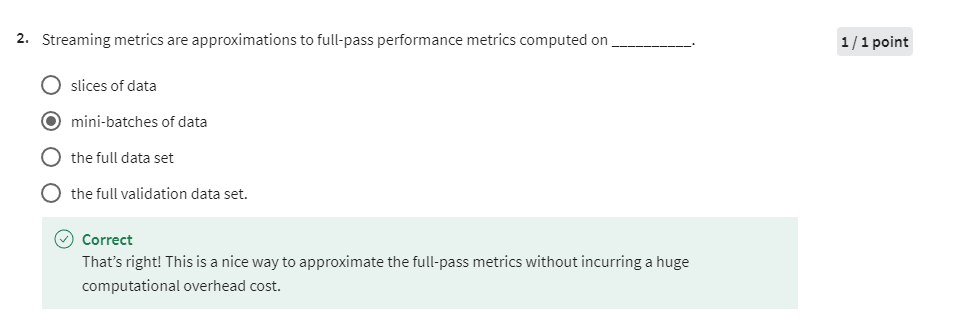 2. Streaming metrics are approximations to full-pass performance metrics computed on __________.
1 / 1 point
slices of data
mini-batches of data
the full data set
the full validation data set.
Correct
That's right! This is a nice way to approximate the full-pass metrics without incurring a huge
computational overhead cost.